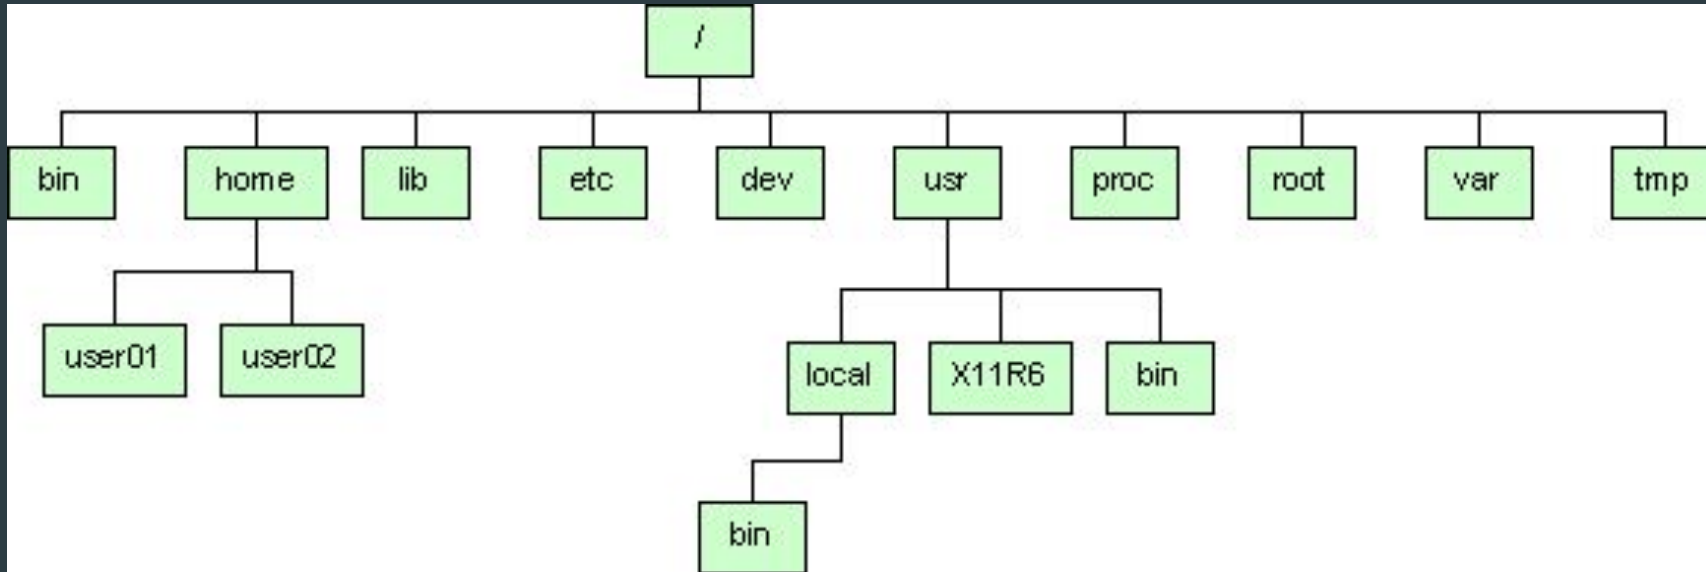 /
bin home lib etc dev usr proc root var tmp
user01 user02
local X11R6 bin
bin